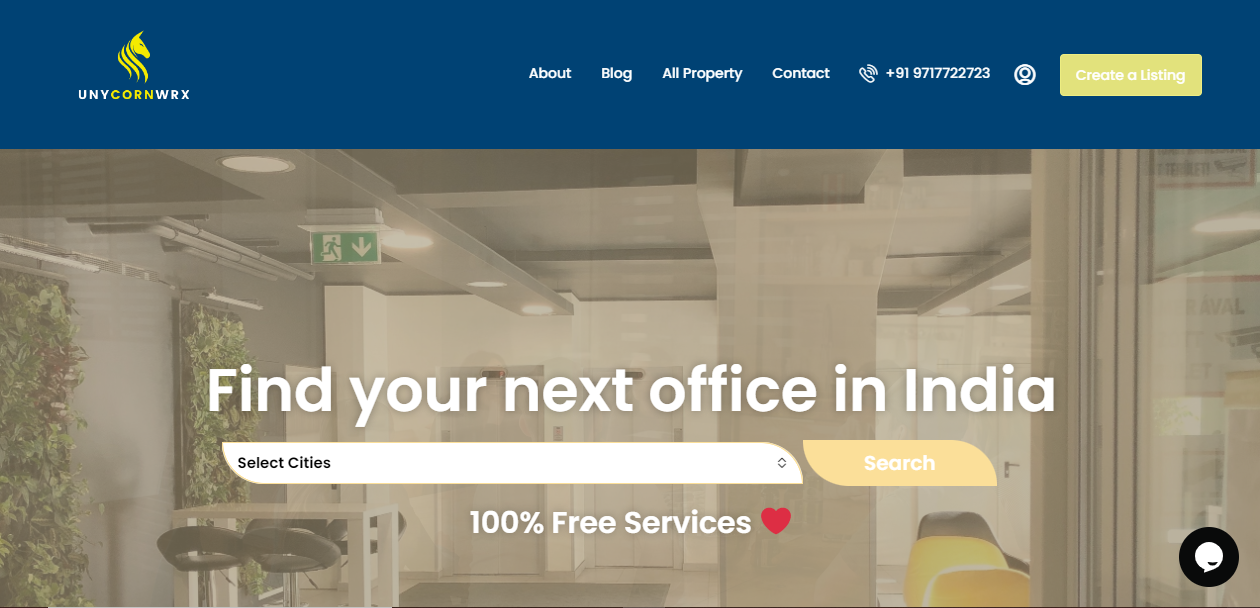 UNYCORNWRX
About Blog All Property Contact +91 9717722723 Create a Listing
Find your next office in India
Select Cities Search
100% Free Services ❤